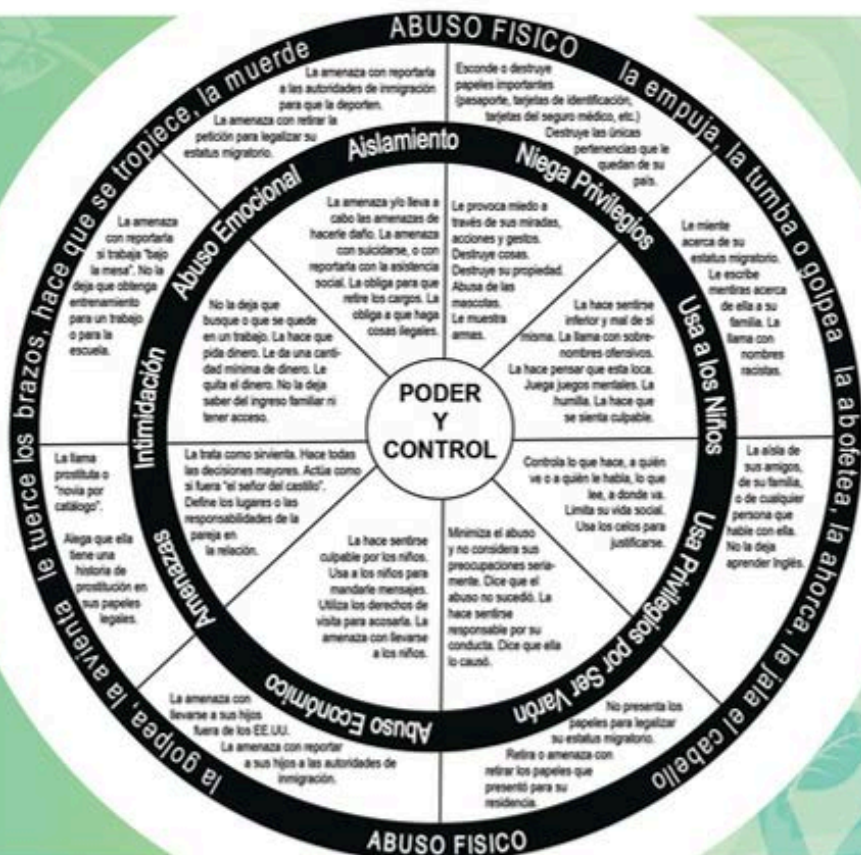 ABUSO FISICO
la empuja, la tumba o golpea
la abofetea, la ahorca, le jala el cabello
ABUSO FISICO
la golpea, la avienta
le tuerce los brazos, hace que se tropiece, la muerde
Aislamiento
Niega Privilegios
Usa a los Niños
Usa Privilegios por Ser Varón
Abuso Económico
Amenazas
Intimidación
Abuso Emocional
PODER
Y
CONTROL
La amenaza con reportarla
a las autoridades de inmigración
para que la deporten.
La amenaza con retirar la
petición para legalizar su
estatus migratorio.
Esconde o destruye
papeles importantes
(pasaporte, tarjetas de identificación,
tarjetas del seguro médico, etc.)
Destruye las únicas
pertenencias que le
quedan de su
país.
Le miente
acerca de su
estatus migratorio.
Le escribe
mentiras acerca
de ella a su
familia. La
llama con
nombres
racistas.
La aisla de
sus amigos,
de su familia,
o de cualquier
persona que
hable con ella.
No la deja
aprender Inglés.
No presenta los
papeles para legalizar
su estatus migratorio.
Retira o amenaza con
retirar los papeles que
presentó para su
residencia.
La amenaza con
llevarse a sus hijos
fuera de los EE.UU.
La amenaza con reportar
a sus hijos a las autoridades de
inmigración.
La llama
prostituta o
"novia por
catálogo".
Alega que ella
tiene una
historia de
prostitución en
sus papeles
legales.
La amenaza
con reportarla
si trabaja "bajo
la mesa". No la
deja que obtenga
entrenamiento
para un trabajo
o para la
escuela.
La amenaza y/o lleva a
cabo las amenazas de
hacerle daño. La amenaza
con suicidarse, o con
reportarla con la asistencia
social. La obliga para que
retire los cargos. La
obliga a que haga
cosas ilegales.
Le provoca miedo a
través de sus miradas,
acciones y gestos.
Destruye cosas.
Destruye su propiedad.
Abusa de las
mascotas.
Le muestra
armas.
La hace sentirse
inferior y mal de si
misma. La llama con sobre-
nombres ofensivos.
La hace pensar que esta loca.
Juega juegos mentales. La
humilla. La hace que
se sienta culpable.
Controla lo que hace, a quién
ve o a quién le habla, lo que
lee, a donde va.
Limita su vida social.
Usa los celos para
justificarse.
Minimiza el abuso
y no considera sus
preocupaciones seria-
mente. Dice que el
abuso no sucedió. La
hace sentirse
responsable por su
conducta. Dice que ella
lo causó.
La hace sentirse
culpable por los niños.
Usa a los niños para
mandarle mensajes.
Utiliza los derechos de
visita para acosarla. La
amenaza con llevarse
a los niños.
La trata como sirvienta. Hace todas
las decisiones mayores. Actúa como
si fuera "el señor del castillo".
Define los lugares o las
responsabilidades de la
pareja en
la relación.
No la deja que
busque o que se quede
en un trabajo. La hace que
pida dinero. Le da una canti-
dad mínima de dinero. Le
quita el dinero. No la deja
saber del ingreso familiar ni
tener acceso.